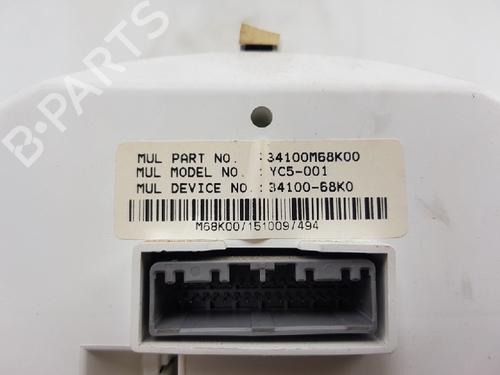 MUL PART NO. : 34100M68K00
MUL MODEL NO. : YC5-001
MUL DEVICE NO. : 34100-68K0
M68K00/151009/494
B-PARTS